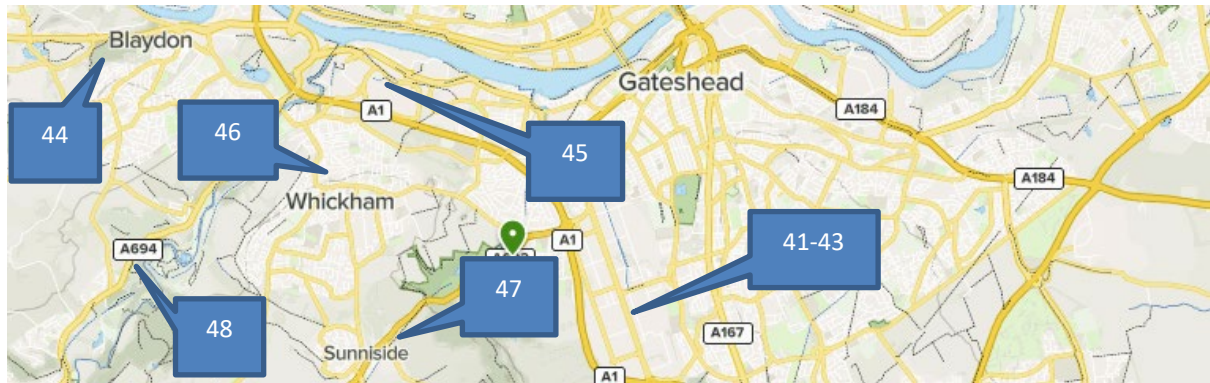 Blaydon
Gateshead
A1
A184
44
46
45
A184
Whickham
A694
A1
41-43
47
48
Sunniside
A167
A1